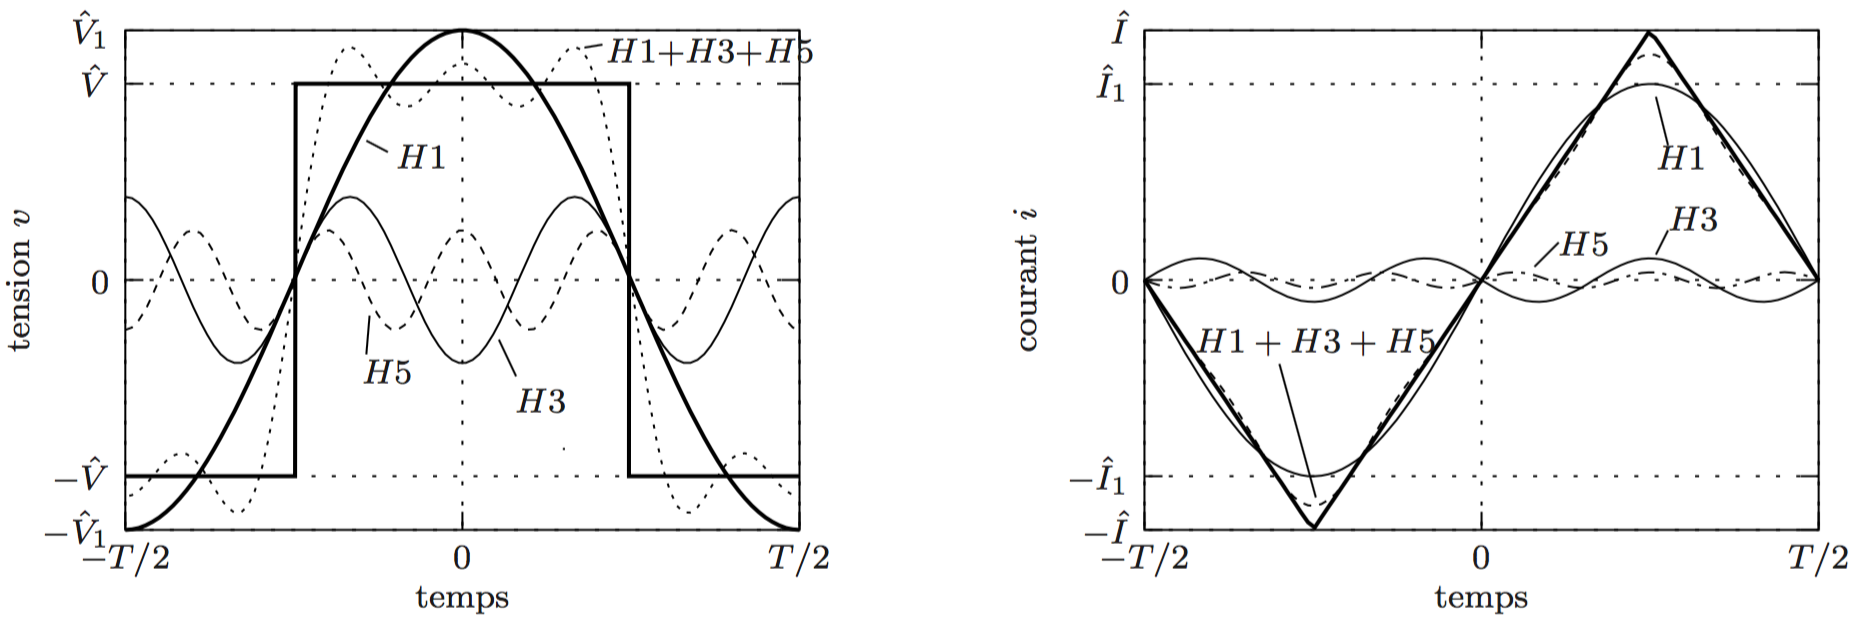 V̂₁
H1+H3+H5
V̂
H1
tension v
0
H5
H3
−V̂
−V̂₁
−T/2
0
T/2
temps
Î
Î₁
H1
H3
H5
courant i
0
H1 + H3 + H5
−Î₁
−Î
−T/2
0
T/2
temps